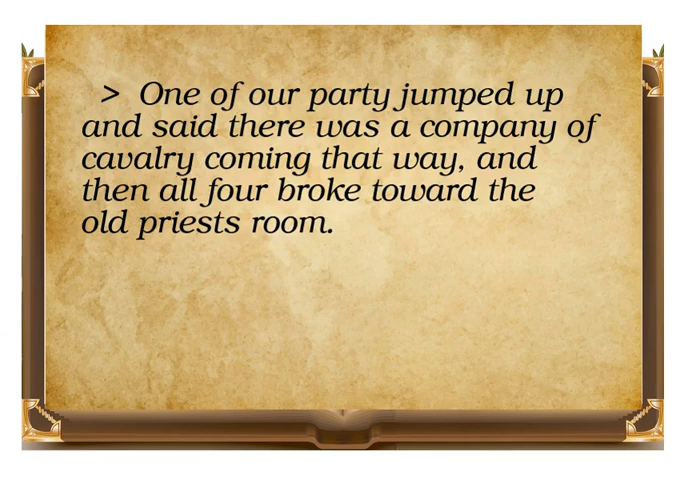 > One of our party jumped up
and said there was a company of
cavalry coming that way, and
then all four broke toward the
old priests room.